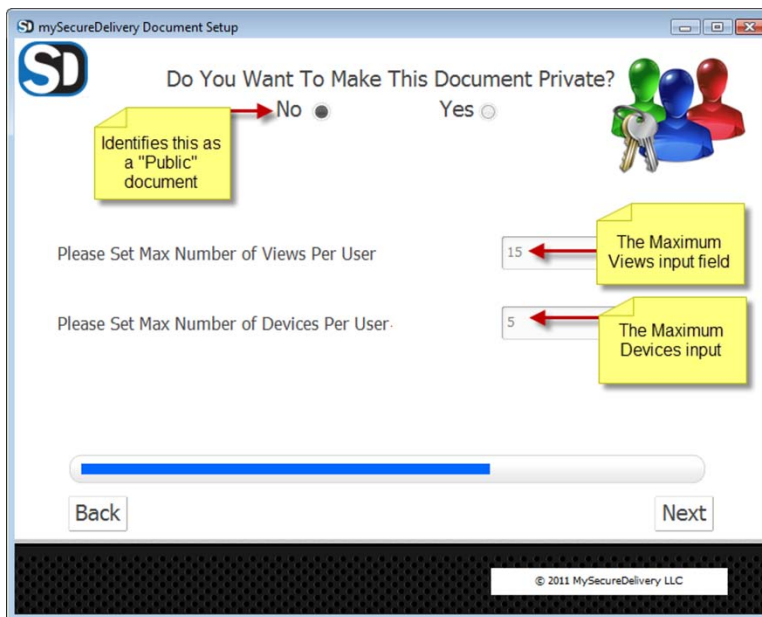 SD mySecureDelivery Document Setup
SD
Do You Want To Make This Document Private?
No
Yes
Identifies this as
a "Public"
document
Please Set Max Number of Views Per User
15
The Maximum
Views input field
Please Set Max Number of Devices Per User
5
The Maximum
Devices input
Back
Next
© 2011 MySecureDelivery LLC